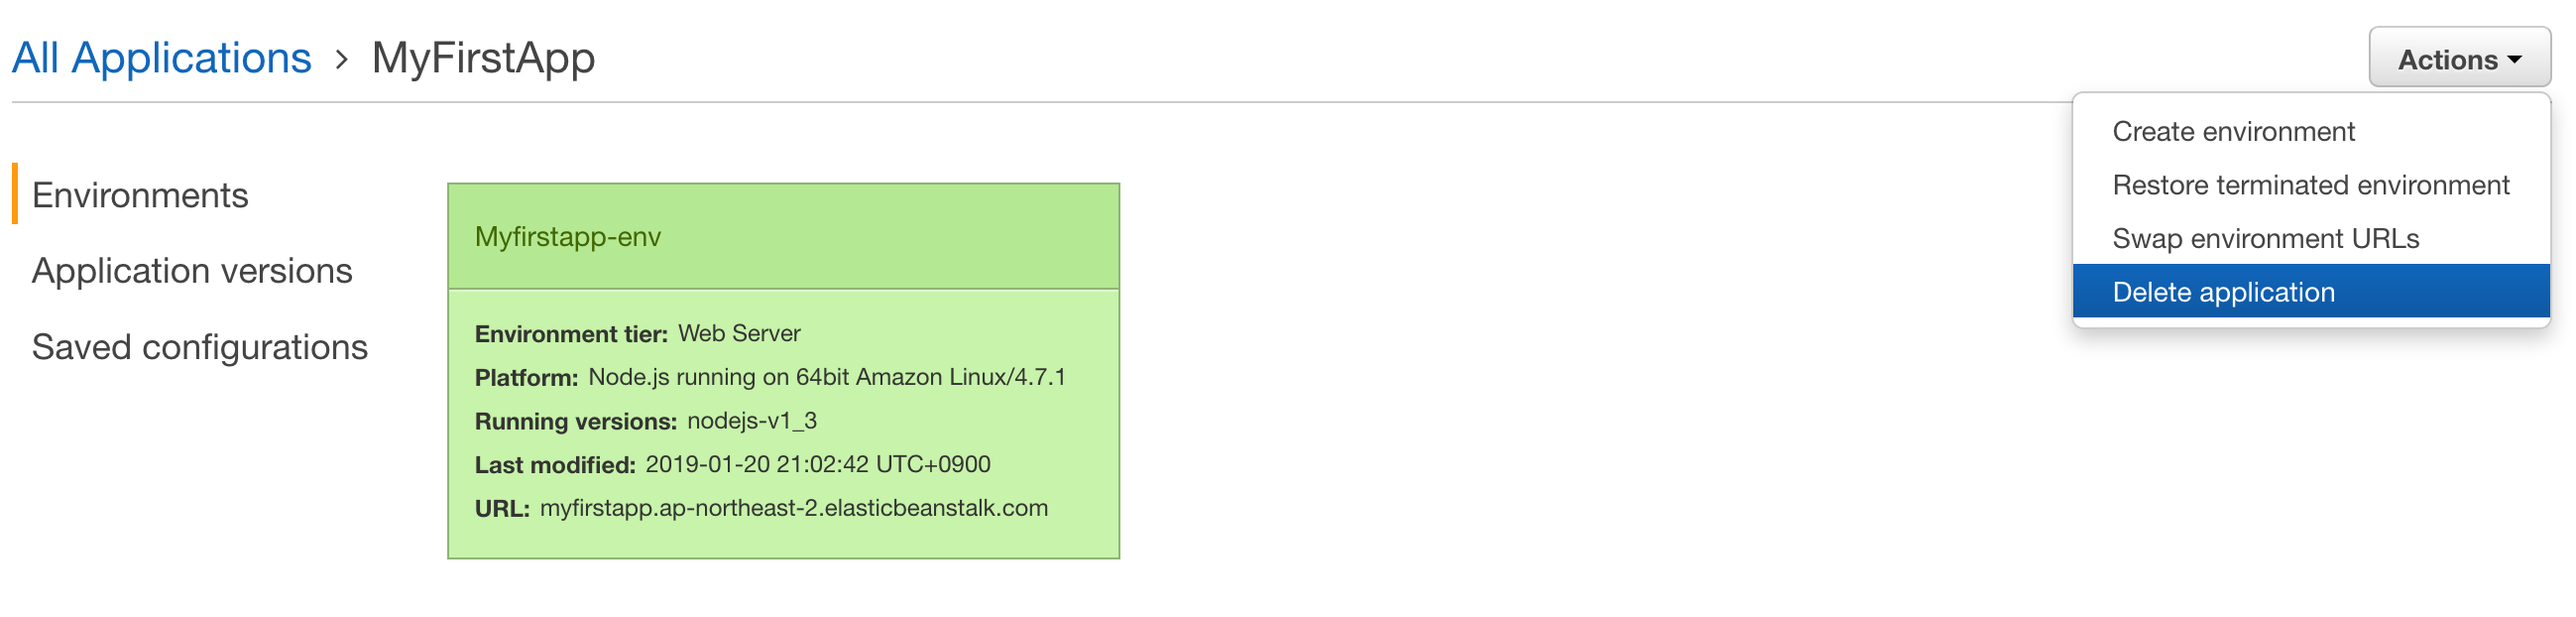 All Applications › MyFirstApp
Actions
Create environment
Restore terminated environment
Swap environment URLs
Delete application
Environments
Application versions
Saved configurations
Myfirstapp-env
Environment tier: Web Server
Platform: Node.js running on 64bit Amazon Linux/4.7.1
Running versions: nodejs-v1_3
Last modified: 2019-01-20 21:02:42 UTC+0900
URL: myfirstapp.ap-northeast-2.elasticbeanstalk.com